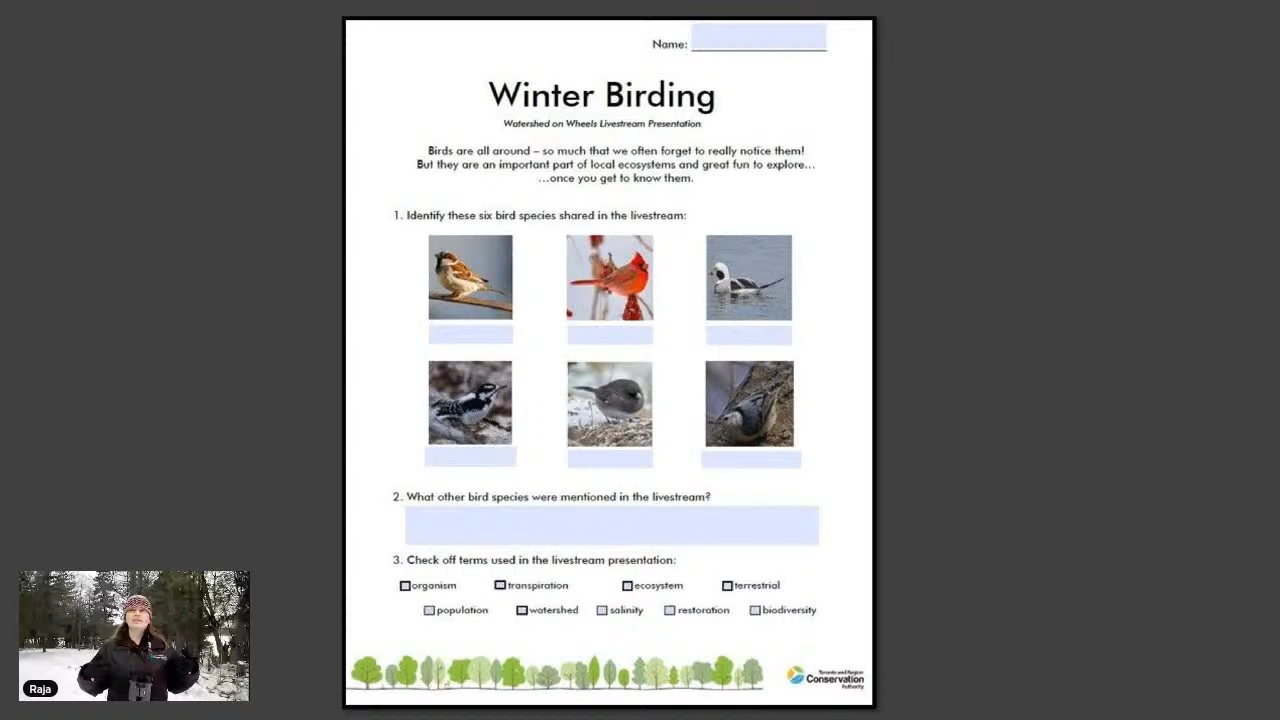 Name:
Winter Birding
Watershed on Wheels Livestream Presentation
Birds are all around – so much that we often forget to really notice them!
But they are an important part of local ecosystems and great fun to explore…
…once you get to know them.
1. Identify these six bird species shared in the livestream:
2. What other bird species were mentioned in the livestream?
3. Check off terms used in the livestream presentation:
organism transpiration ecosystem terrestrial
population watershed salinity restoration biodiversity
Toronto and Region
Conservation
Authority
Raja